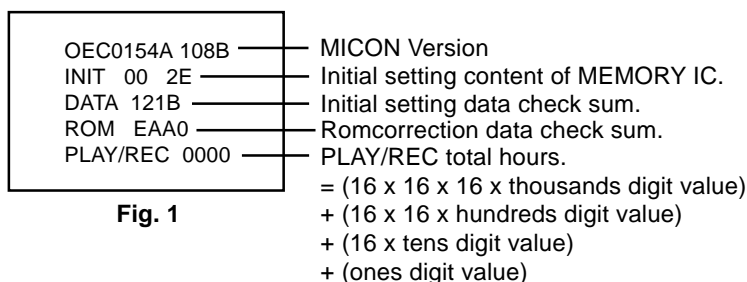 OEC0154A 108B
INIT 00 2E
DATA 121B
ROM EAA0
PLAY/REC 0000
Fig. 1
MICON Version
Initial setting content of MEMORY IC.
Initial setting data check sum.
Romcorrection data check sum.
PLAY/REC total hours.
= (16 x 16 x 16 x thousands digit value)
+ (16 x 16 x hundreds digit value)
+ (16 x tens digit value)
+ (ones digit value)